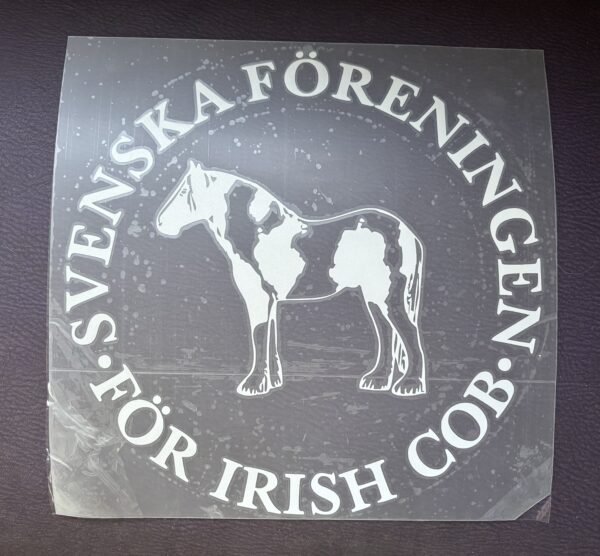 ·SVENSKA FÖRENINGEN·
FÖR IRISH COB